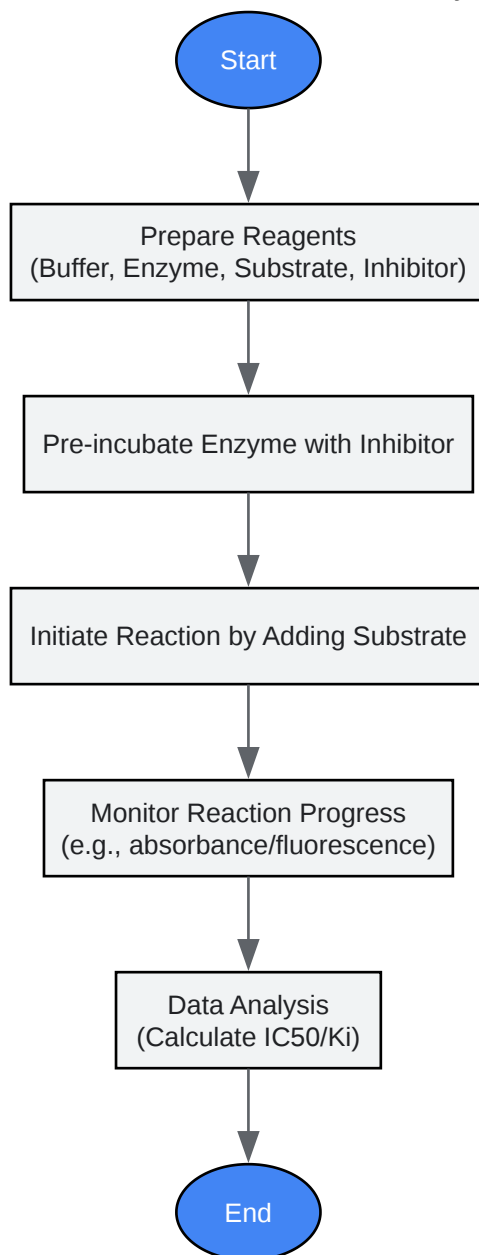 Start
Prepare Reagents
(Buffer, Enzyme, Substrate, Inhibitor)
Pre-incubate Enzyme with Inhibitor
Initiate Reaction by Adding Substrate
Monitor Reaction Progress
(e.g., absorbance/fluorescence)
Data Analysis
(Calculate IC50/Ki)
End